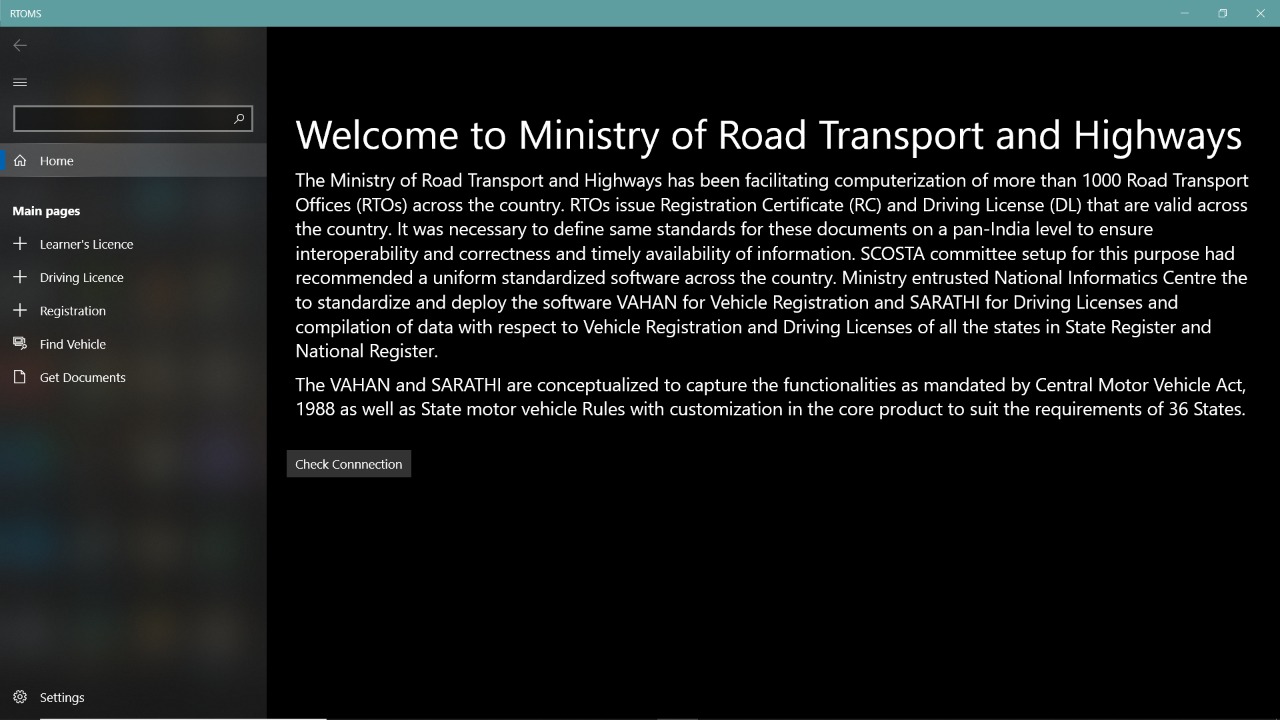 RTOMS
Home
Main pages
Learner's Licence
Driving Licence
Registration
Find Vehicle
Get Documents
Settings
Welcome to Ministry of Road Transport and Highways
The Ministry of Road Transport and Highways has been facilitating computerization of more than 1000 Road Transport
Offices (RTOs) across the country. RTOs issue Registration Certificate (RC) and Driving License (DL) that are valid across
the country. It was necessary to define same standards for these documents on a pan-India level to ensure
interoperability and correctness and timely availability of information. SCOSTA committee setup for this purpose had
recommended a uniform standardized software across the country. Ministry entrusted National Informatics Centre the
to standardize and deploy the software VAHAN for Vehicle Registration and SARATHI for Driving Licenses and
compilation of data with respect to Vehicle Registration and Driving Licenses of all the states in State Register and
National Register.
The VAHAN and SARATHI are conceptualized to capture the functionalities as mandated by Central Motor Vehicle Act,
1988 as well as State motor vehicle Rules with customization in the core product to suit the requirements of 36 States.
Check Connnection